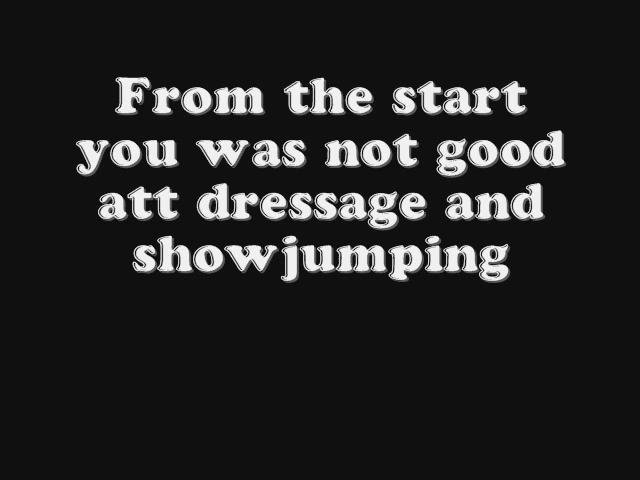 From the start
you was not good
att dressage and
showjumping